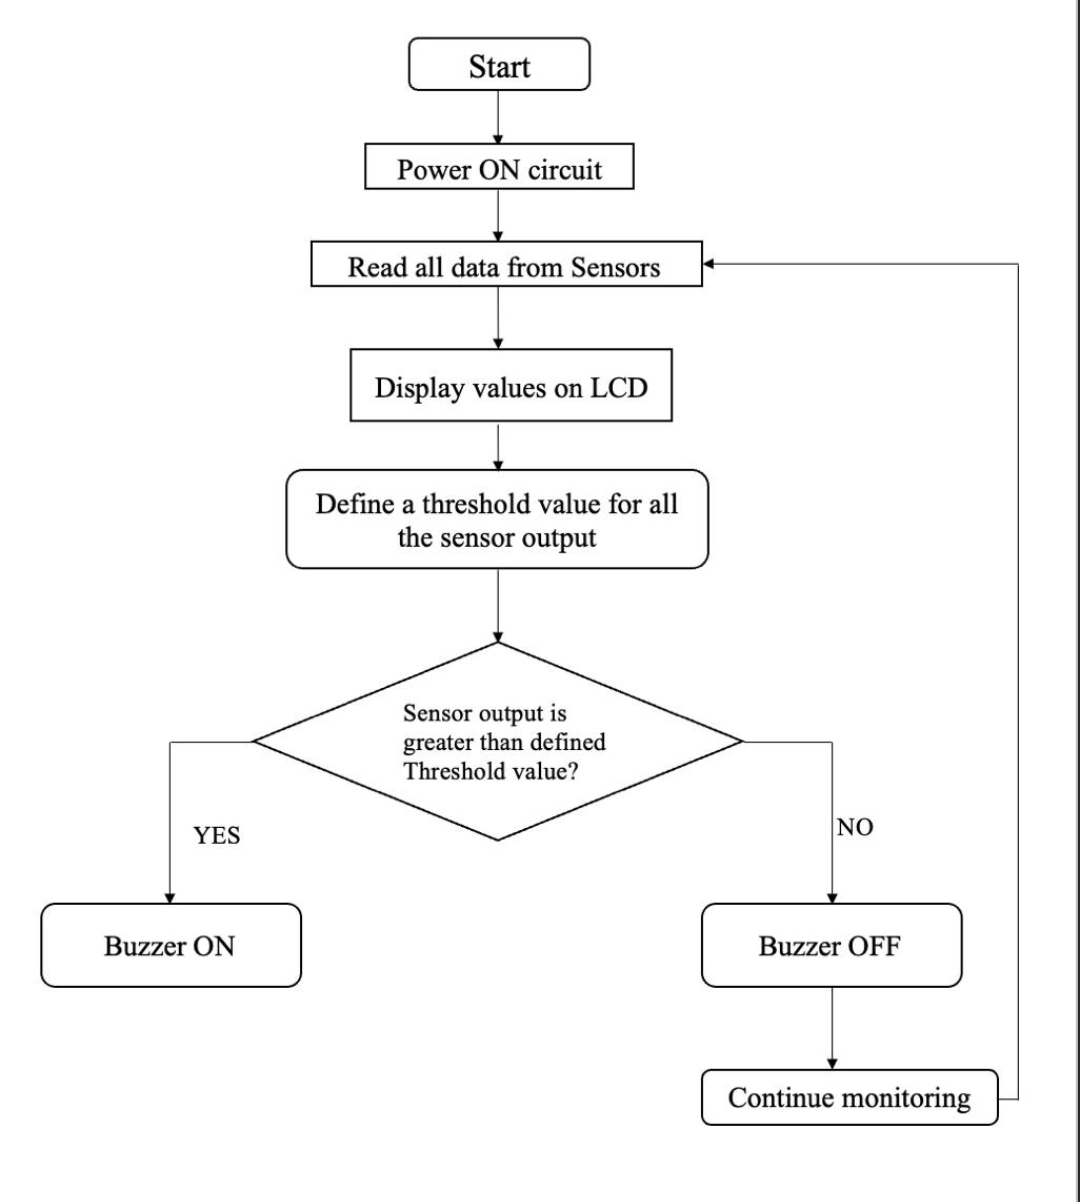 Start
Power ON circuit
Read all data from Sensors
Display values on LCD
Define a threshold value for all
the sensor output
Sensor output is
greater than defined
Threshold value?
YES
NO
Buzzer ON
Buzzer OFF
Continue monitoring